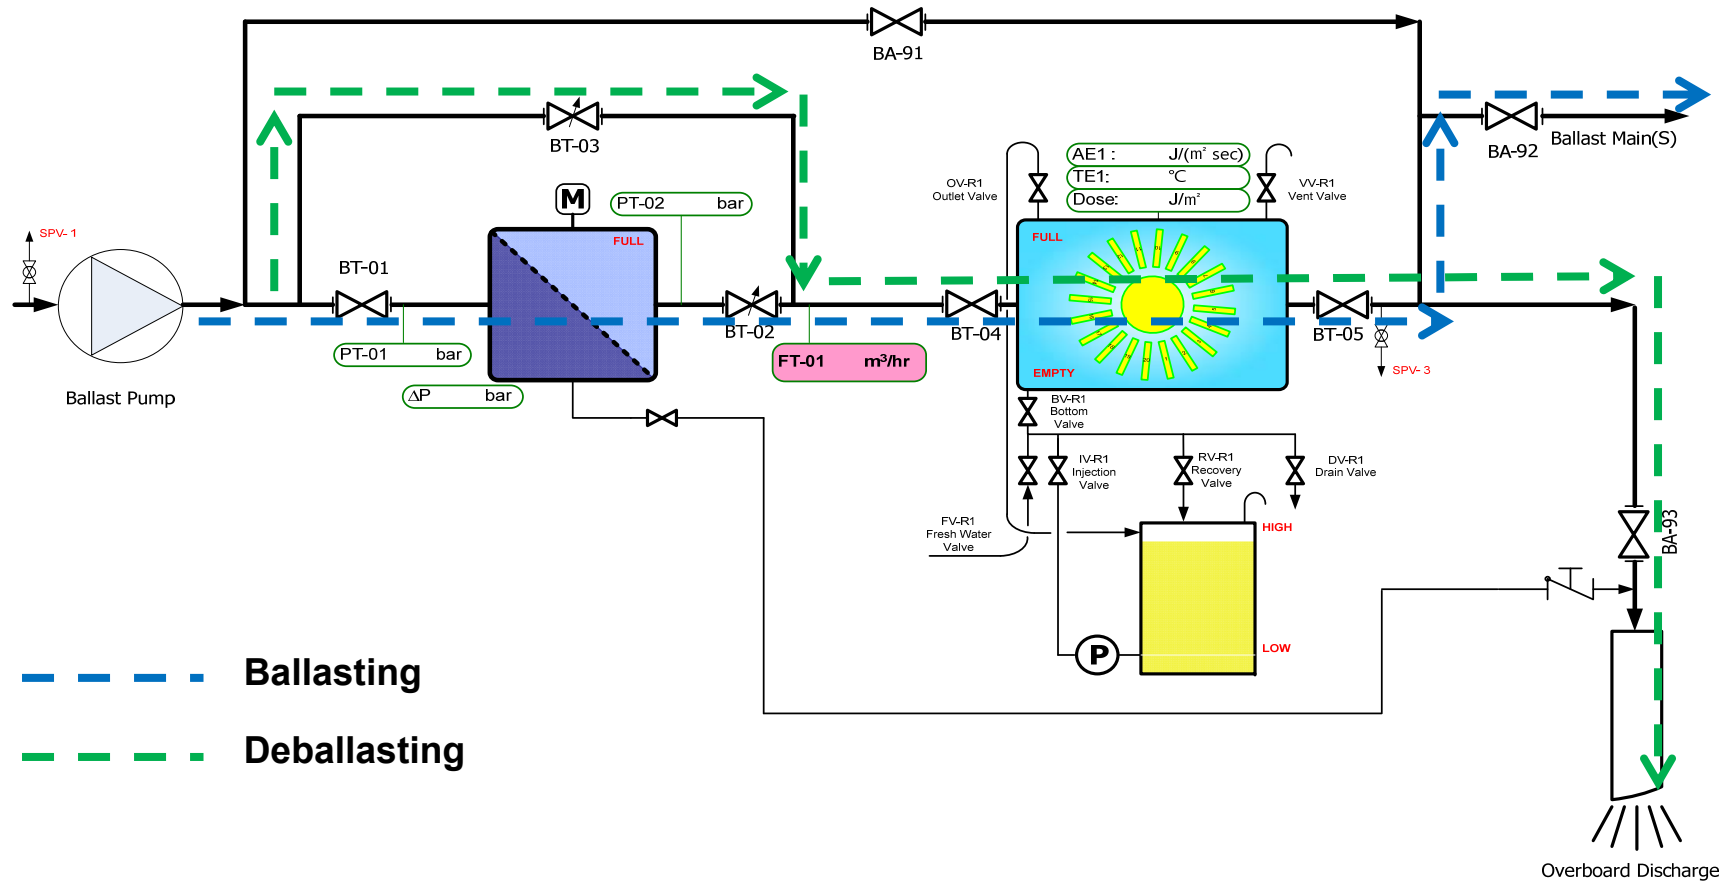 BA-91
BT-03
BA-92
Ballast Main(S)
AE1 : J/(m² sec)
TE1: ℃
Dose: J/m²
OV-R1
Outlet Valve
VV-R1
Vent Valve
M
PT-02 bar
SPV- 1
FULL
FULL
BT-01
BT-02
BT-04
BT-05
PT-01 bar
FT-01 m³/hr
ΔP bar
EMPTY
SPV- 3
Ballast Pump
BV-R1
Bottom
Valve
IV-R1
Injection
Valve
RV-R1
Recovery
Valve
DV-R1
Drain Valve
FV-R1
Fresh Water
Valve
HIGH
BA-93
LOW
P
Ballasting
Deballasting
Overboard Discharge